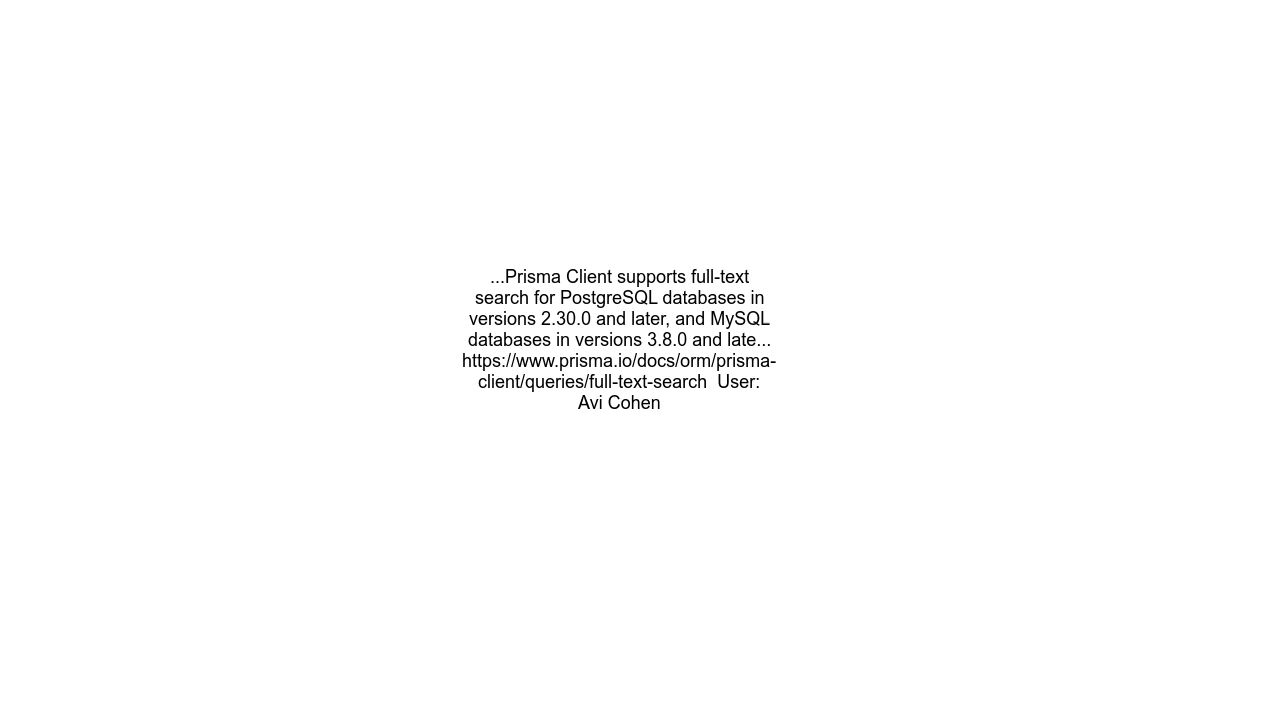 ...Prisma Client supports full-text
search for PostgreSQL databases in
versions 2.30.0 and later, and MySQL
databases in versions 3.8.0 and late...
https://www.prisma.io/docs/orm/prisma-
client/queries/full-text-search  User:
Avi Cohen